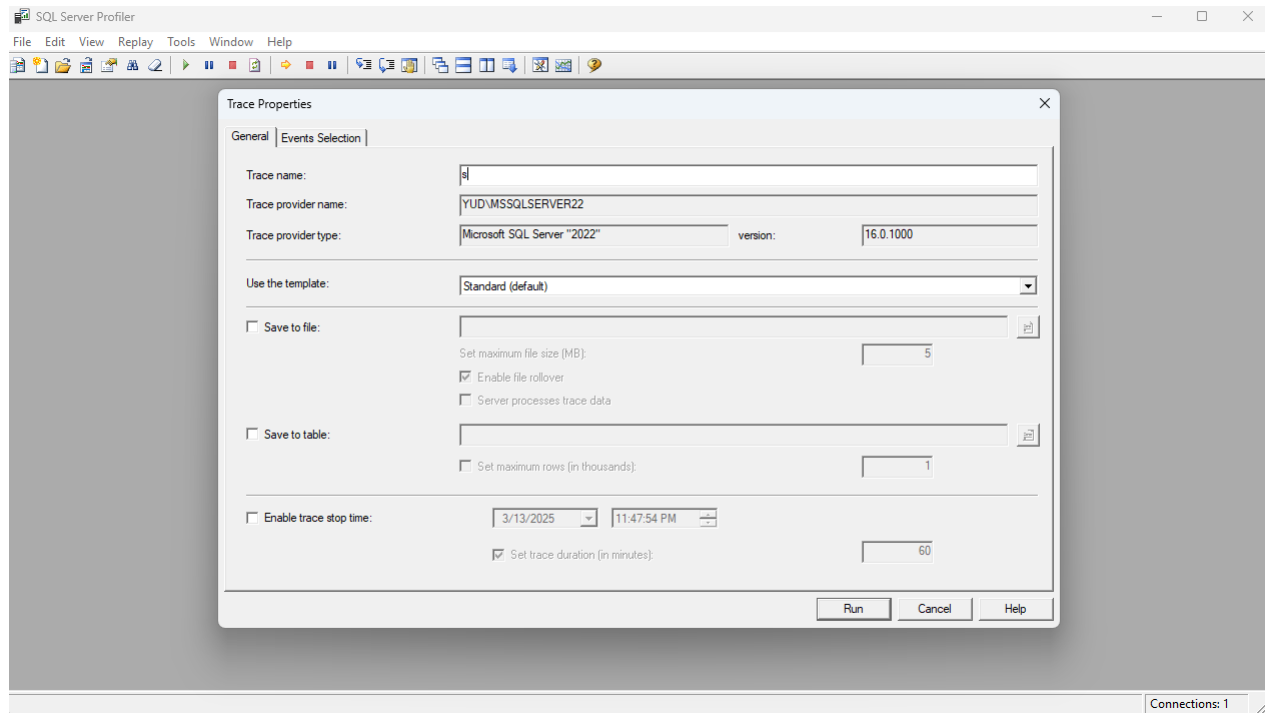 SQL Server Profiler
File Edit View Replay Tools Window Help
Trace Properties
General Events Selection
Trace name: s
Trace provider name: YUD\MSSQLSERVER22
Trace provider type: Microsoft SQL Server "2022" version: 16.0.1000
Use the template: Standard (default)
Save to file:
Set maximum file size (MB): 5
Enable file rollover
Server processes trace data
Save to table:
Set maximum rows (in thousands): 1
Enable trace stop time: 3/13/2025 11:47:54 PM
Set trace duration (in minutes): 60
Run Cancel Help
Connections: 1